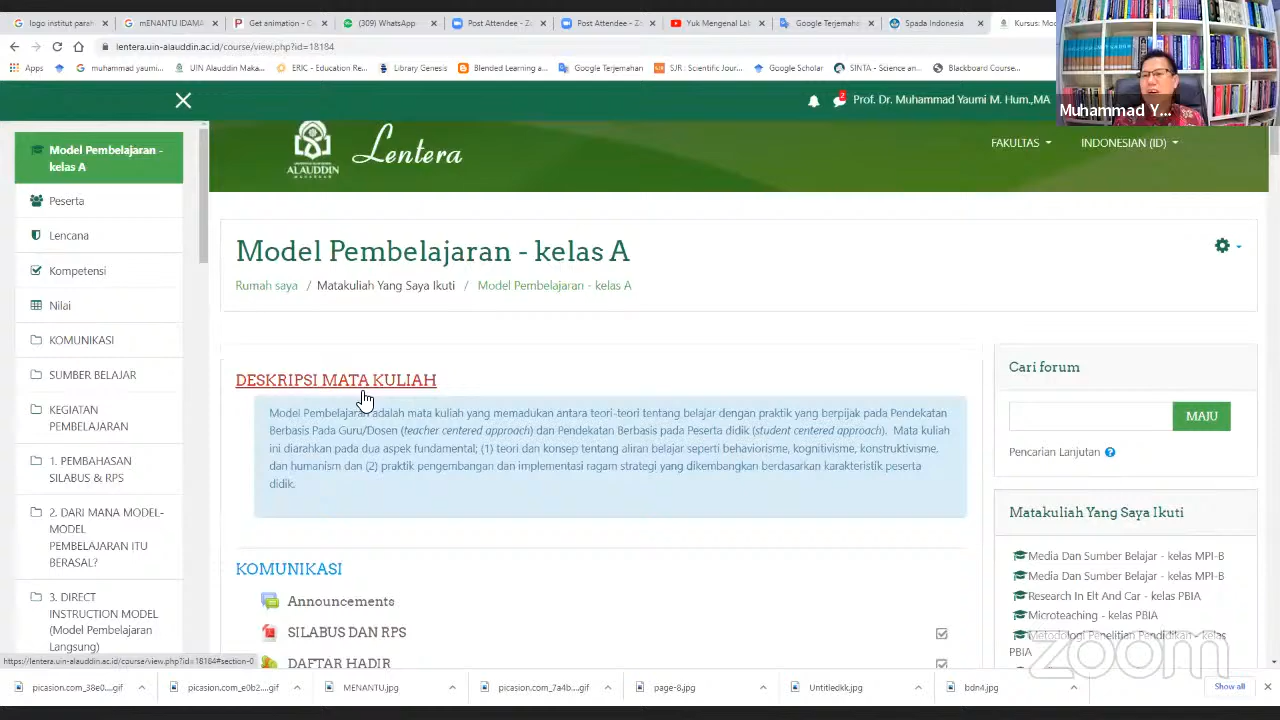 logo institut parah
mENANTU IDAMA
Get animation - C
(309) WhatsApp
Post Attendee - Z
Post Attendee - Z
Yuk Mengenal Lal
Google Terjemah
Spada Indonesia
Kursus: Mo
lentera.uin-alauddin.ac.id/course/view.php?id=18184
Apps
muhammad yaumi...
UIN Alauddin Maka...
ERIC - Education Re...
Library Genesis
Blended Learning a...
Google Terjemahan
SJR : Scientific Jour...
Google Scholar
SINTA - Science an...
Blackboard Course...
2
Prof. Dr. Muhammad Yaumi M. Hum.,MA
Muhammad Y...
Model Pembelajaran -
kelas A
Peserta
Lencana
Kompetensi
Nilai
KOMUNIKASI
SUMBER BELAJAR
KEGIATAN
PEMBELAJARAN
1. PEMBAHASAN
SILABUS & RPS
2. DARI MANA MODEL-
MODEL
PEMBELAJARAN ITU
BERASAL?
3. DIRECT
INSTRUCTION MODEL
(Model Pembelajaran
Langsung)
ALAUDDIN
Lentera
FAKULTAS
INDONESIAN (ID)
Model Pembelajaran - kelas A
Rumah saya / Matakuliah Yang Saya Ikuti / Model Pembelajaran - kelas A
DESKRIPSI MATA KULIAH
Model Pembelajaran adalah mata kuliah yang memadukan antara teori-teori tentang belajar dengan praktik yang berpijak pada Pendekatan
Berbasis Pada Guru/Dosen (teacher centered approach) dan Pendekatan Berbasis pada Peserta didik (student centered approach). Mata kuliah
ini diarahkan pada dua aspek fundamental; (1) teori dan konsep tentang aliran belajar seperti behaviorisme, kognitivisme, konstruktivisme,
dan humanism dan (2) praktik pengembangan dan implementasi ragam strategi yang dikembangkan berdasarkan karakteristik peserta
didik.
KOMUNIKASI
Announcements
SILABUS DAN RPS
DAFTAR HADIR
Cari forum
MAJU
Pencarian Lanjutan
Matakuliah Yang Saya Ikuti
Media Dan Sumber Belajar - kelas MPI-B
Media Dan Sumber Belajar - kelas MPI-B
Research In Elt And Car - kelas PBIA
Microteaching - kelas PBIA
Metodologi Penelitian Pendidikan - kelas
PBIA
zoom
https://lentera.uin-alauddin.ac.id/course/view.php?id=18184#section-0
picasion.com_38e0....gif
picasion.com_e0b2....gif
MENANTU.jpg
picasion.com_7a4b....gif
page-8.jpg
Untitledkk.jpg
bdn4.jpg
Show all